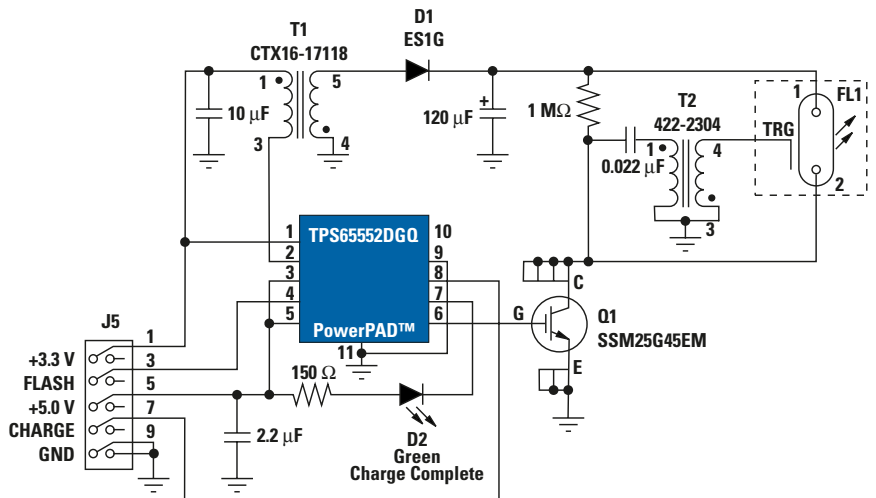 T1
CTX16-17118
D1
ES1G
1
5
3
4
10 μF
120 μF
+
1 MΩ
T2
422-2304
1
4
3
0.022 μF
TRG
1
FL1
2
TPS65552DGQ
PowerPAD™
1
2
3
4
5
10
9
8
7
6
11
G
C
E
Q1
SSM25G45EM
J5
+3.3 V
FLASH
+5.0 V
CHARGE
GND
1
3
5
7
9
150 Ω
2.2 μF
D2
Green
Charge Complete